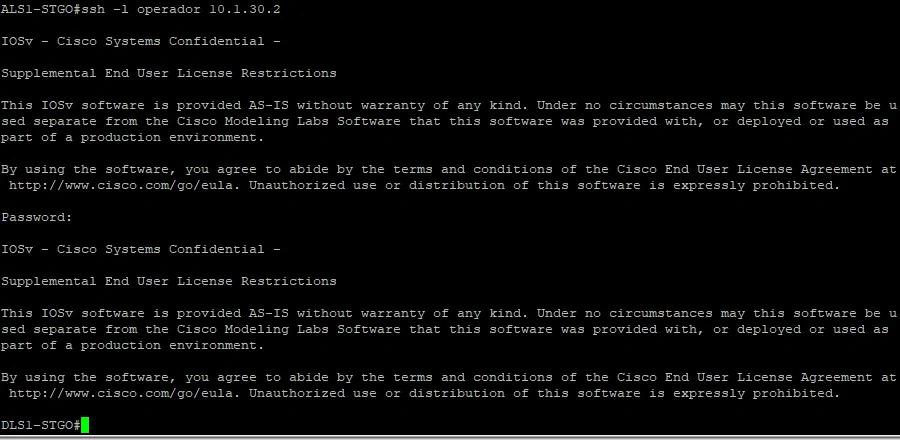 ALS1-STGO#ssh -l operador 10.1.30.2
IOSv - Cisco Systems Confidential -
Supplemental End User License Restrictions
This IOSv software is provided AS-IS without warranty of any kind. Under no circumstances may this software be u
sed separate from the Cisco Modeling Labs Software that this software was provided with, or deployed or used as
part of a production environment.
By using the software, you agree to abide by the terms and conditions of the Cisco End User License Agreement at
 http://www.cisco.com/go/eula. Unauthorized use or distribution of this software is expressly prohibited.
Password:
IOSv - Cisco Systems Confidential -
Supplemental End User License Restrictions
This IOSv software is provided AS-IS without warranty of any kind. Under no circumstances may this software be u
sed separate from the Cisco Modeling Labs Software that this software was provided with, or deployed or used as
part of a production environment.
By using the software, you agree to abide by the terms and conditions of the Cisco End User License Agreement at
 http://www.cisco.com/go/eula. Unauthorized use or distribution of this software is expressly prohibited.
DLS1-STGO#